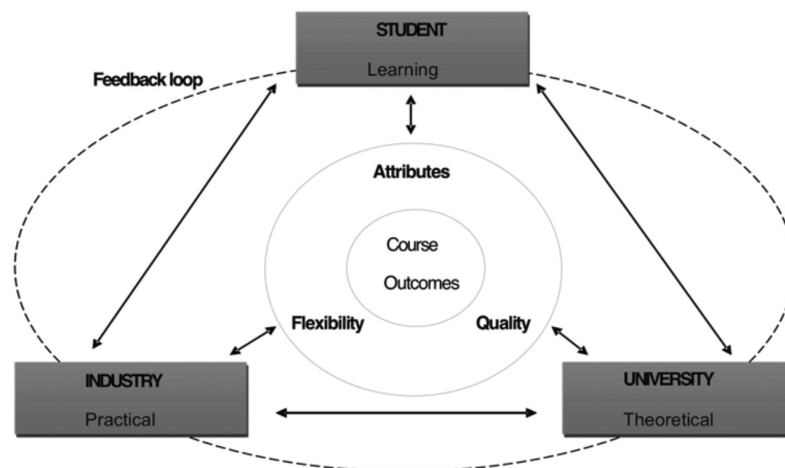 STUDENT
Learning
Feedback loop
Attributes
Course
Outcomes
Flexibility
Quality
INDUSTRY
Practical
UNIVERSITY
Theoretical